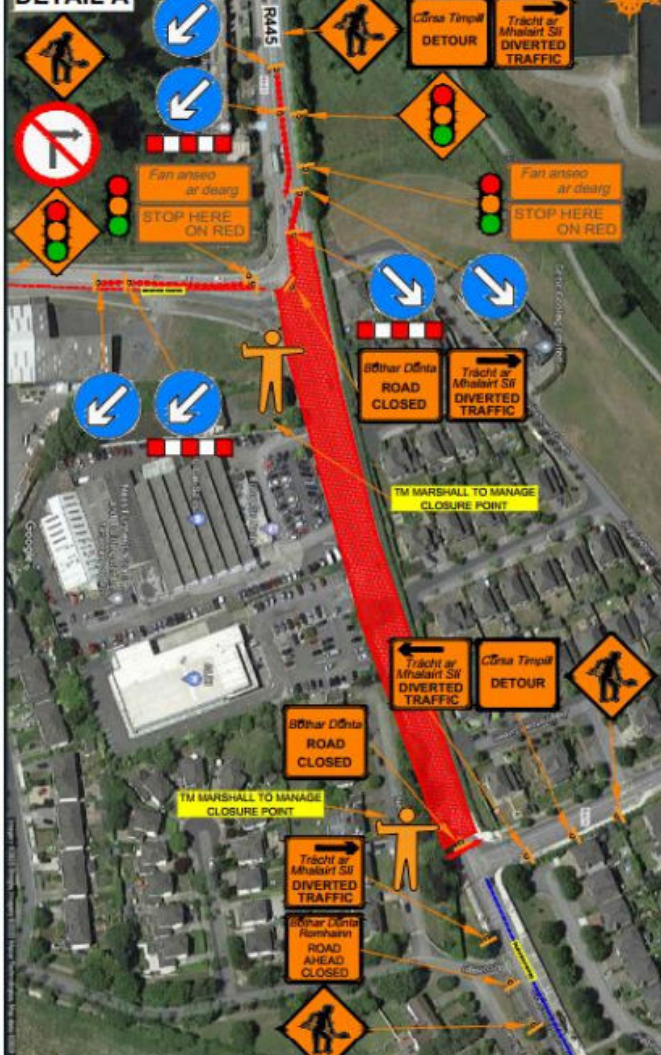 DETAIL A
R445
Cúrsa Timpill
DETOUR
Trácht ar
Mhalairt Slí
DIVERTED
TRAFFIC
Fan anseo
ar dearg
STOP HERE
ON RED
Fan anseo
ar dearg
STOP HERE
ON RED
Bóthar Dúnta
ROAD
CLOSED
Trácht ar
Mhalairt Slí
DIVERTED
TRAFFIC
TM MARSHALL TO MANAGE
CLOSURE POINT
Google
Trácht ar
Mhalairt Slí
DIVERTED
TRAFFIC
Cúrsa Timpill
DETOUR
Bóthar Dúnta
ROAD
CLOSED
TM MARSHALL TO MANAGE
CLOSURE POINT
Trácht ar
Mhalairt Slí
DIVERTED
TRAFFIC
Bóthar Dúnta
Romhainn
ROAD
AHEAD
CLOSED